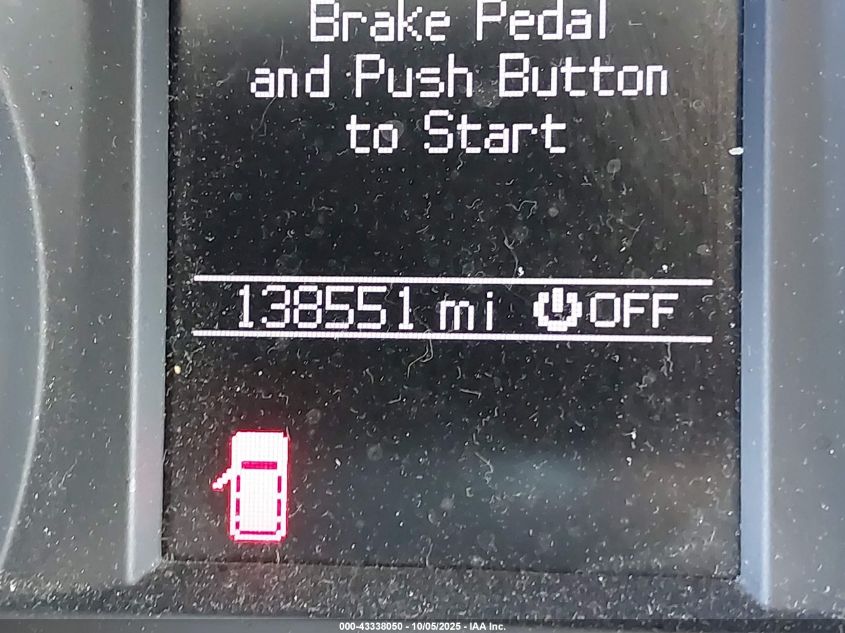 Brake Pedal
and Push Button
to Start
138551 mi OFF
000-43338050 - 10/05/2025 - IAA Inc.